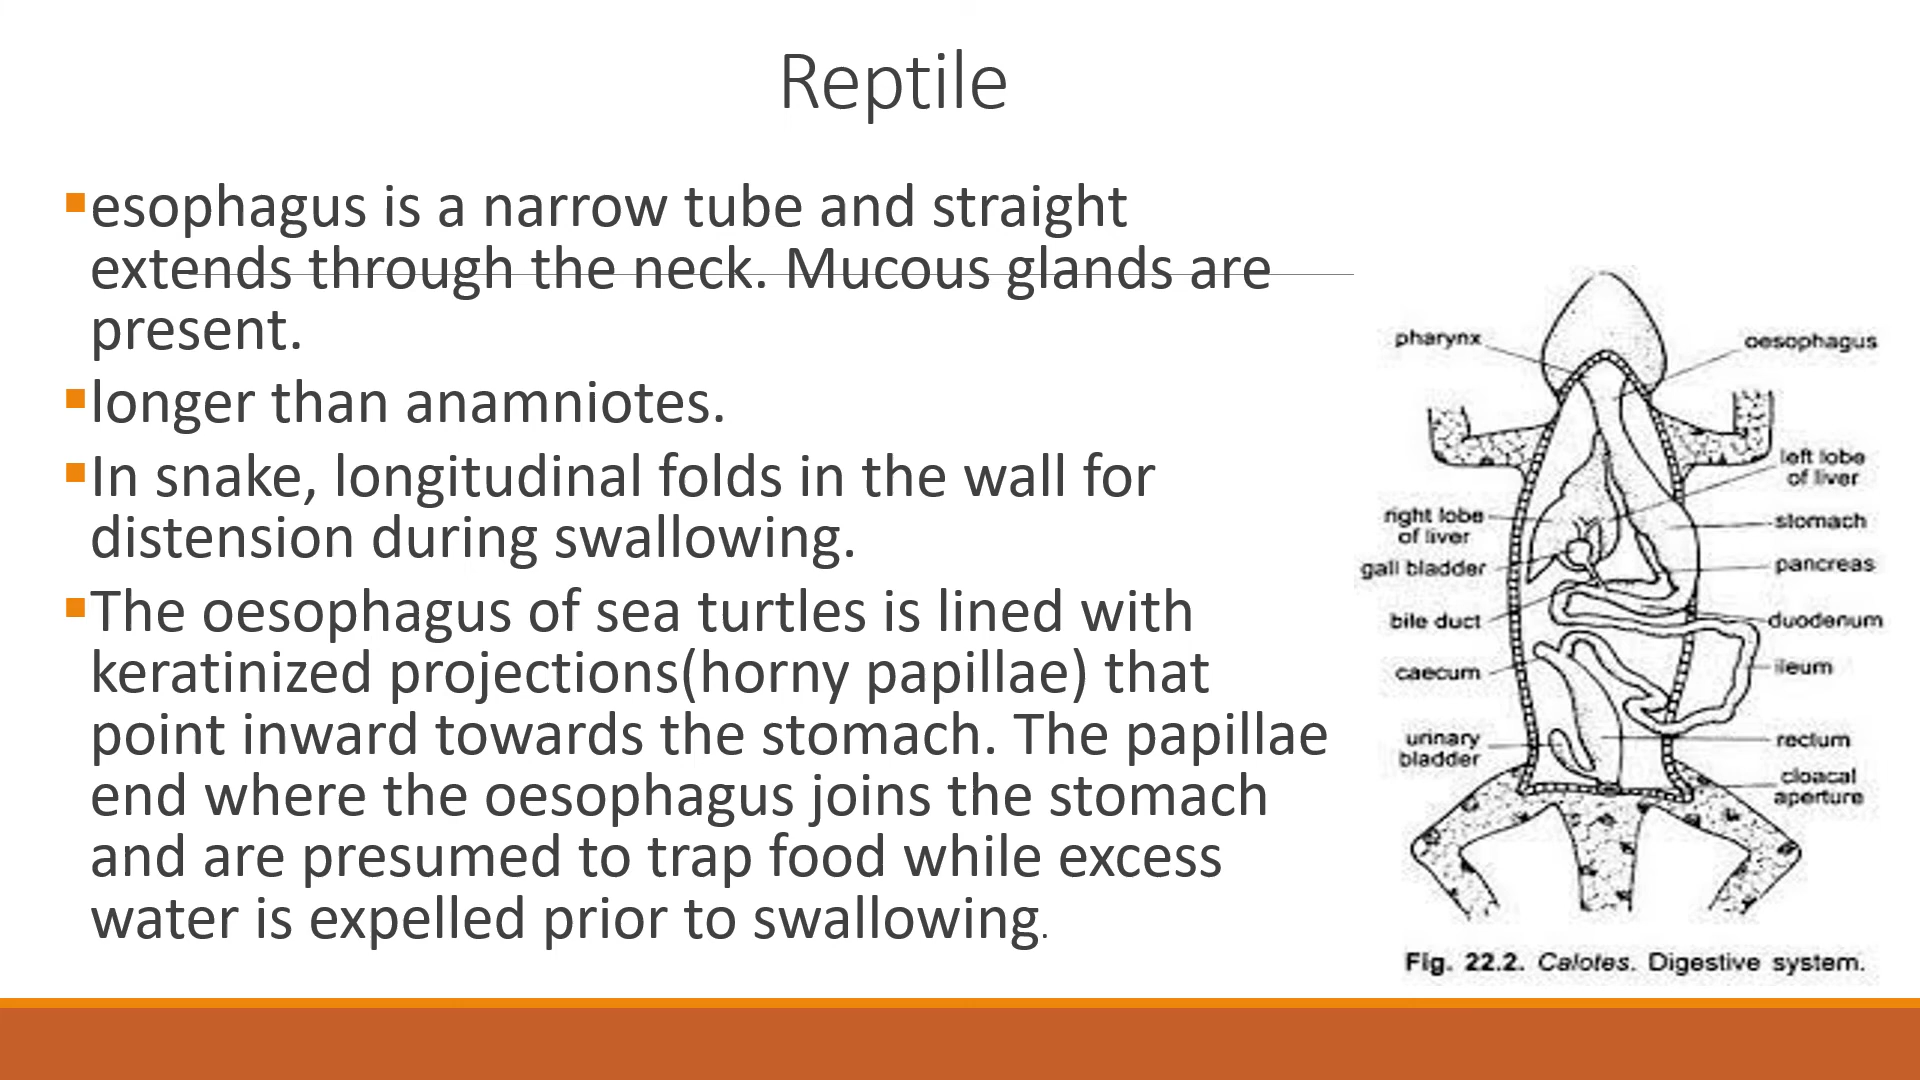 Reptile
▪esophagus is a narrow tube and straight
extends through the neck. Mucous glands are
present.
▪longer than anamniotes.
▪In snake, longitudinal folds in the wall for
distension during swallowing.
▪The oesophagus of sea turtles is lined with
keratinized projections(horny papillae) that
point inward towards the stomach. The papillae
end where the oesophagus joins the stomach
and are presumed to trap food while excess
water is expelled prior to swallowing.
pharynx
oesophagus
left lobe
of liver
right lobe
of liver
stomach
gall bladder
pancreas
bile duct
duodenum
caecum
ileum
urinary
bladder
rectum
cloacal
aperture
Fig. 22.2. Calotes. Digestive system.